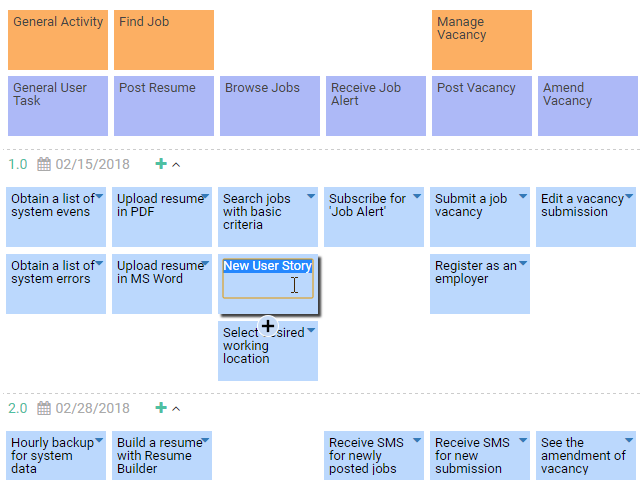 General Activity
Find Job
Manage
Vacancy
General User
Task
Post Resume
Browse Jobs
Receive Job
Alert
Post Vacancy
Amend
Vacancy
1.0 02/15/2018
Obtain a list of
system evens
Upload resume
in PDF
Search jobs
with basic
criteria
Subscribe for
'Job Alert'
Submit a job
vacancy
Edit a vacancy
submission
Obtain a list of
system errors
Upload resume
in MS Word
New User Story
Register as an
employer
Select
working
location
2.0 02/28/2018
Hourly backup
for system
data
Build a resume
with Resume
Builder
Receive SMS
for newly
posted jobs
Receive SMS
for new
submission
See the
amendment of
vacancy